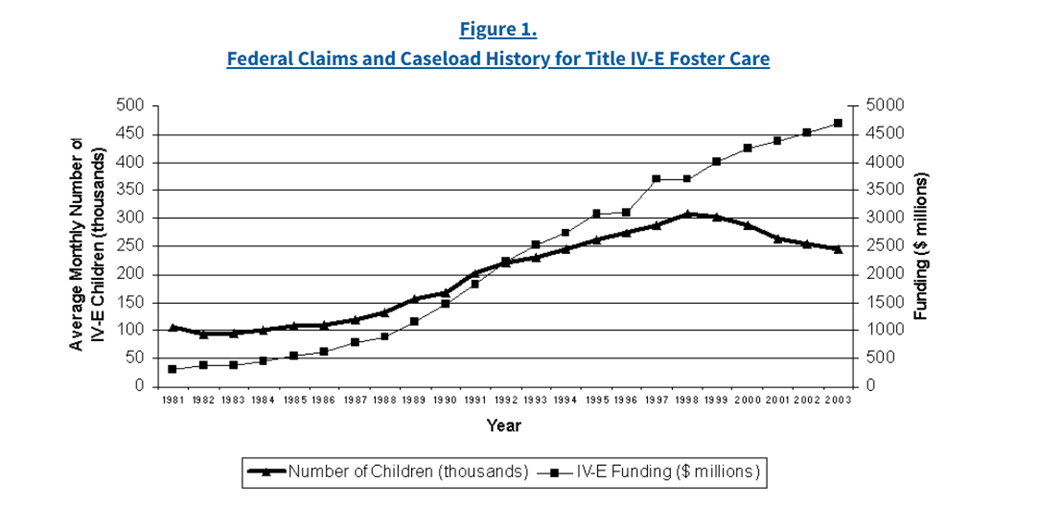 Figure 1.
Federal Claims and Caseload History for Title IV-E Foster Care
500
450
400
350
300
250
200
150
100
50
0
Average Monthly Number of
IV-E Children (thousands)
5000
4500
4000
3500
3000
2500
2000
1500
1000
500
0
Funding ($ millions)
1981 1982 1983 1984 1985 1986 1987 1988 1989 1990 1991 1992 1993 1994 1995 1996 1997 1998 1999 2000 2001 2002 2003
Year
Number of Children (thousands) IV-E Funding ($ millions)